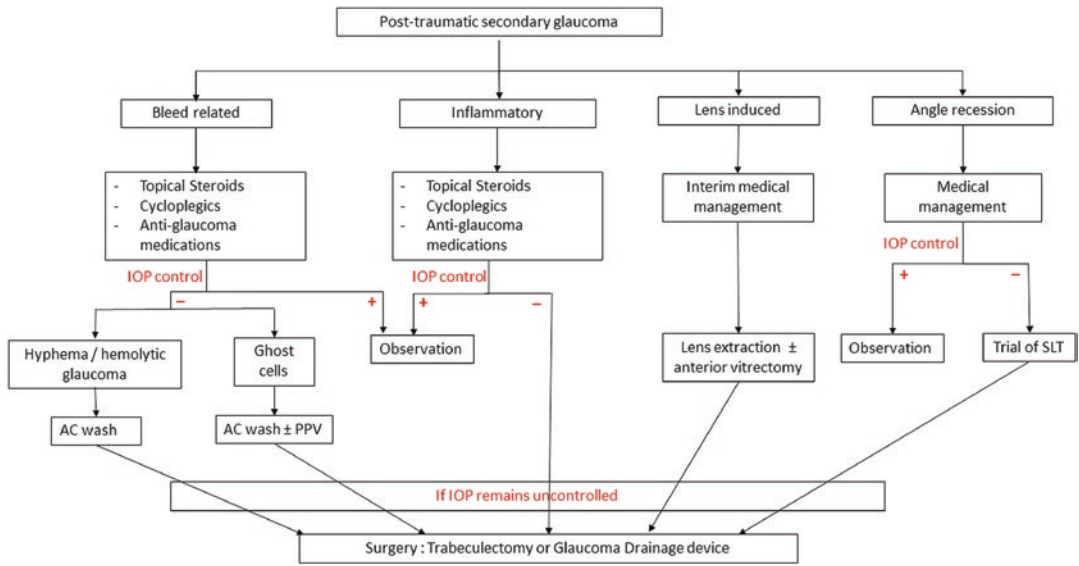 Post-traumatic secondary glaucoma
Bleed related
Inflammatory
Lens induced
Angle recession
- Topical Steroids
- Cycloplegics
- Anti-glaucoma
medications
- Topical Steroids
- Cycloplegics
- Anti-glaucoma
medications
Interim medical
management
Medical
management
IOP control
IOP control
IOP control
– +
+ –
+ –
Hyphema / hemolytic
glaucoma
Ghost
cells
Observation
Lens extraction ±
anterior vitrectomy
Observation
Trial of SLT
AC wash
AC wash ± PPV
If IOP remains uncontrolled
Surgery : Trabeculectomy or Glaucoma Drainage device